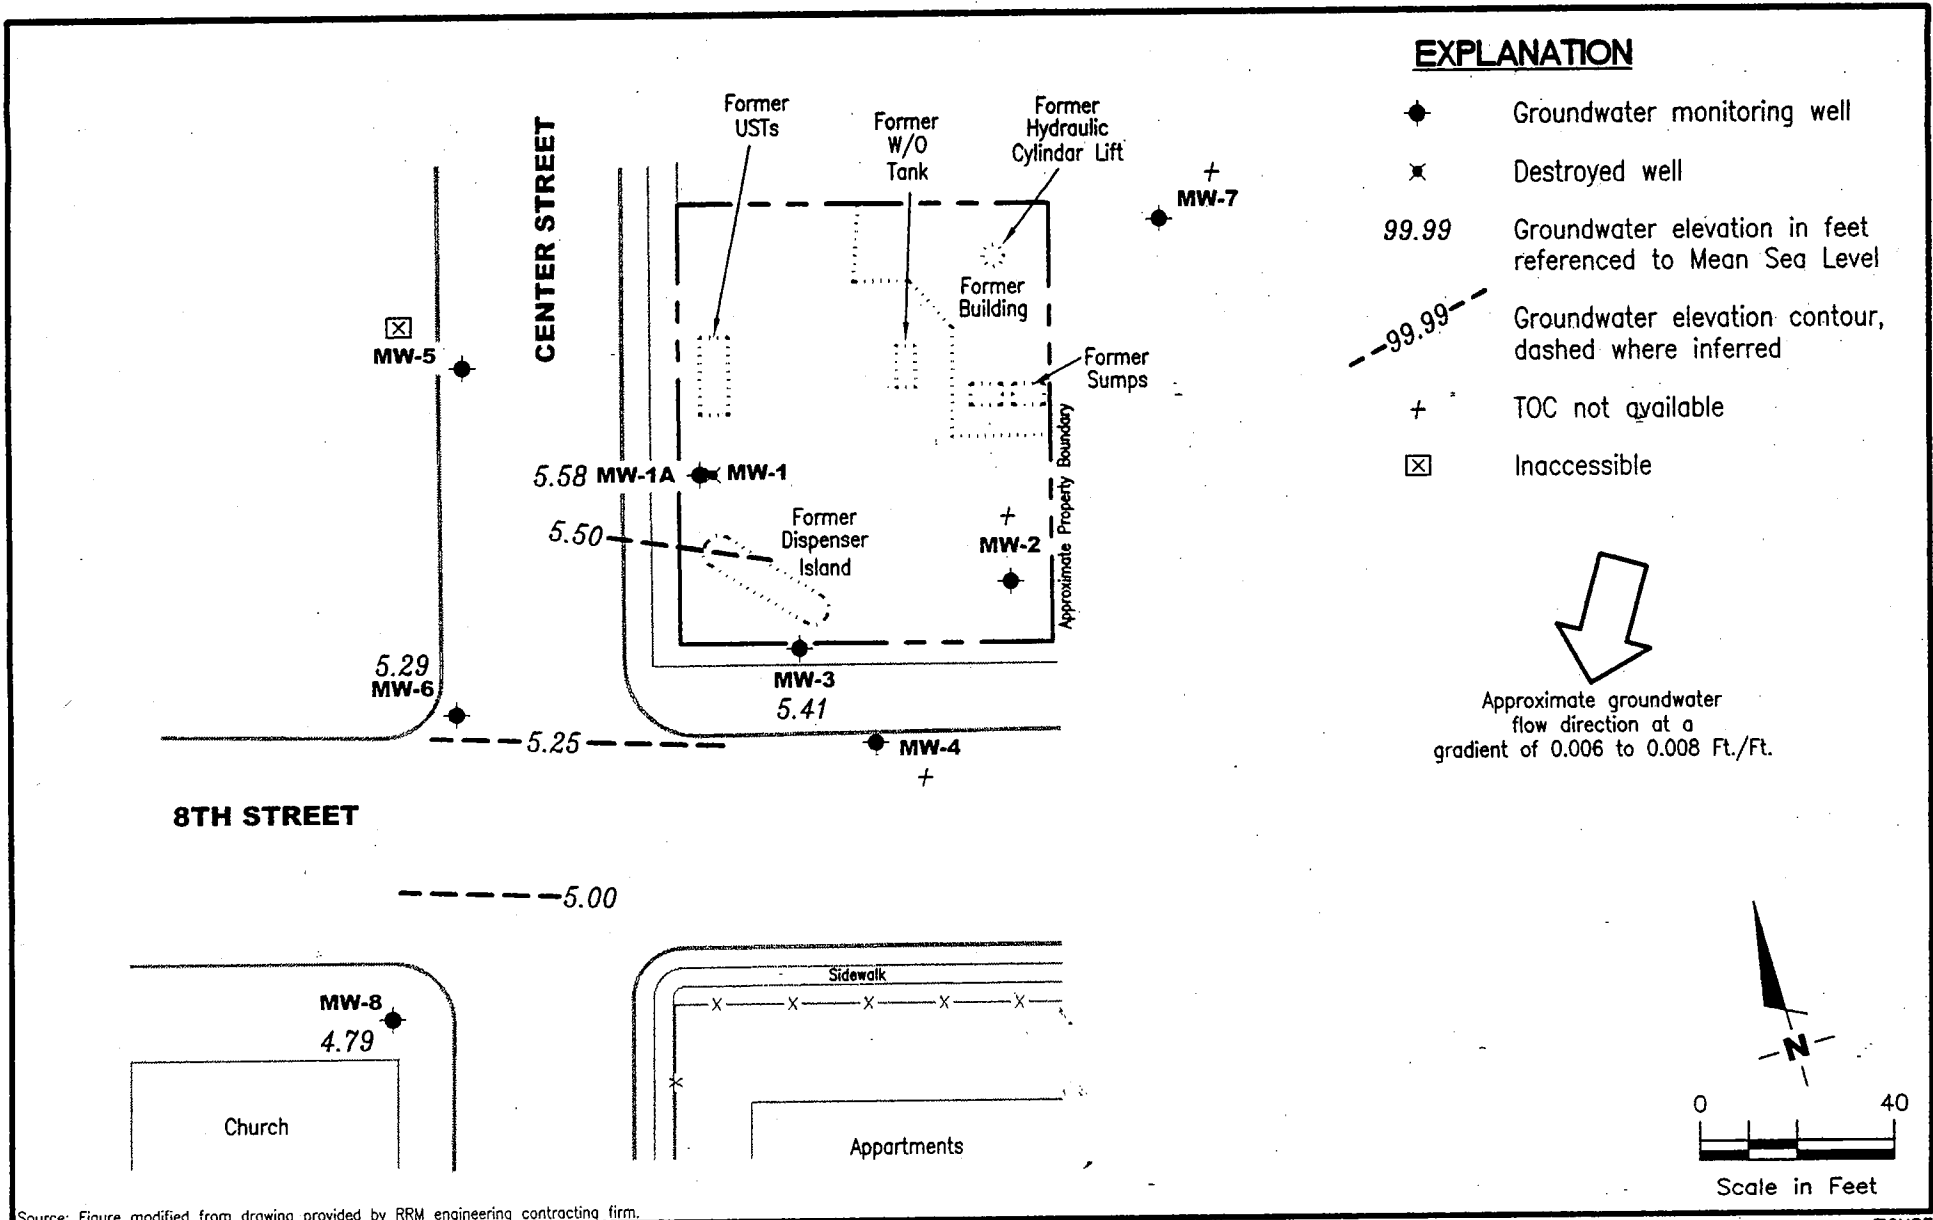 EXPLANATION
Groundwater monitoring well
Destroyed well
99.99
Groundwater elevation in feet
referenced to Mean Sea Level
99.99
Groundwater elevation contour,
dashed where inferred
+
TOC not available
Inaccessible
Former
USTs
Former
W/O
Tank
Former
Hydraulic
Cylindar Lift
+
MW-7
CENTER STREET
Former
Building
MW-5
Former
Sumps
Approximate Property Boundary
5.58 MW-1A
MW-1
5.50
Former
Dispenser
Island
+
MW-2
5.29
MW-6
MW-3
5.41
5.25
MW-4
+
8TH STREET
5.00
Sidewalk
MW-8
4.79
Church
Appartments
Approximate groundwater
flow direction at a
gradient of 0.006 to 0.008 Ft./Ft.
N
0 40
Scale in Feet
Source: Figure modified from drawing provided by RRM engineering contracting firm.